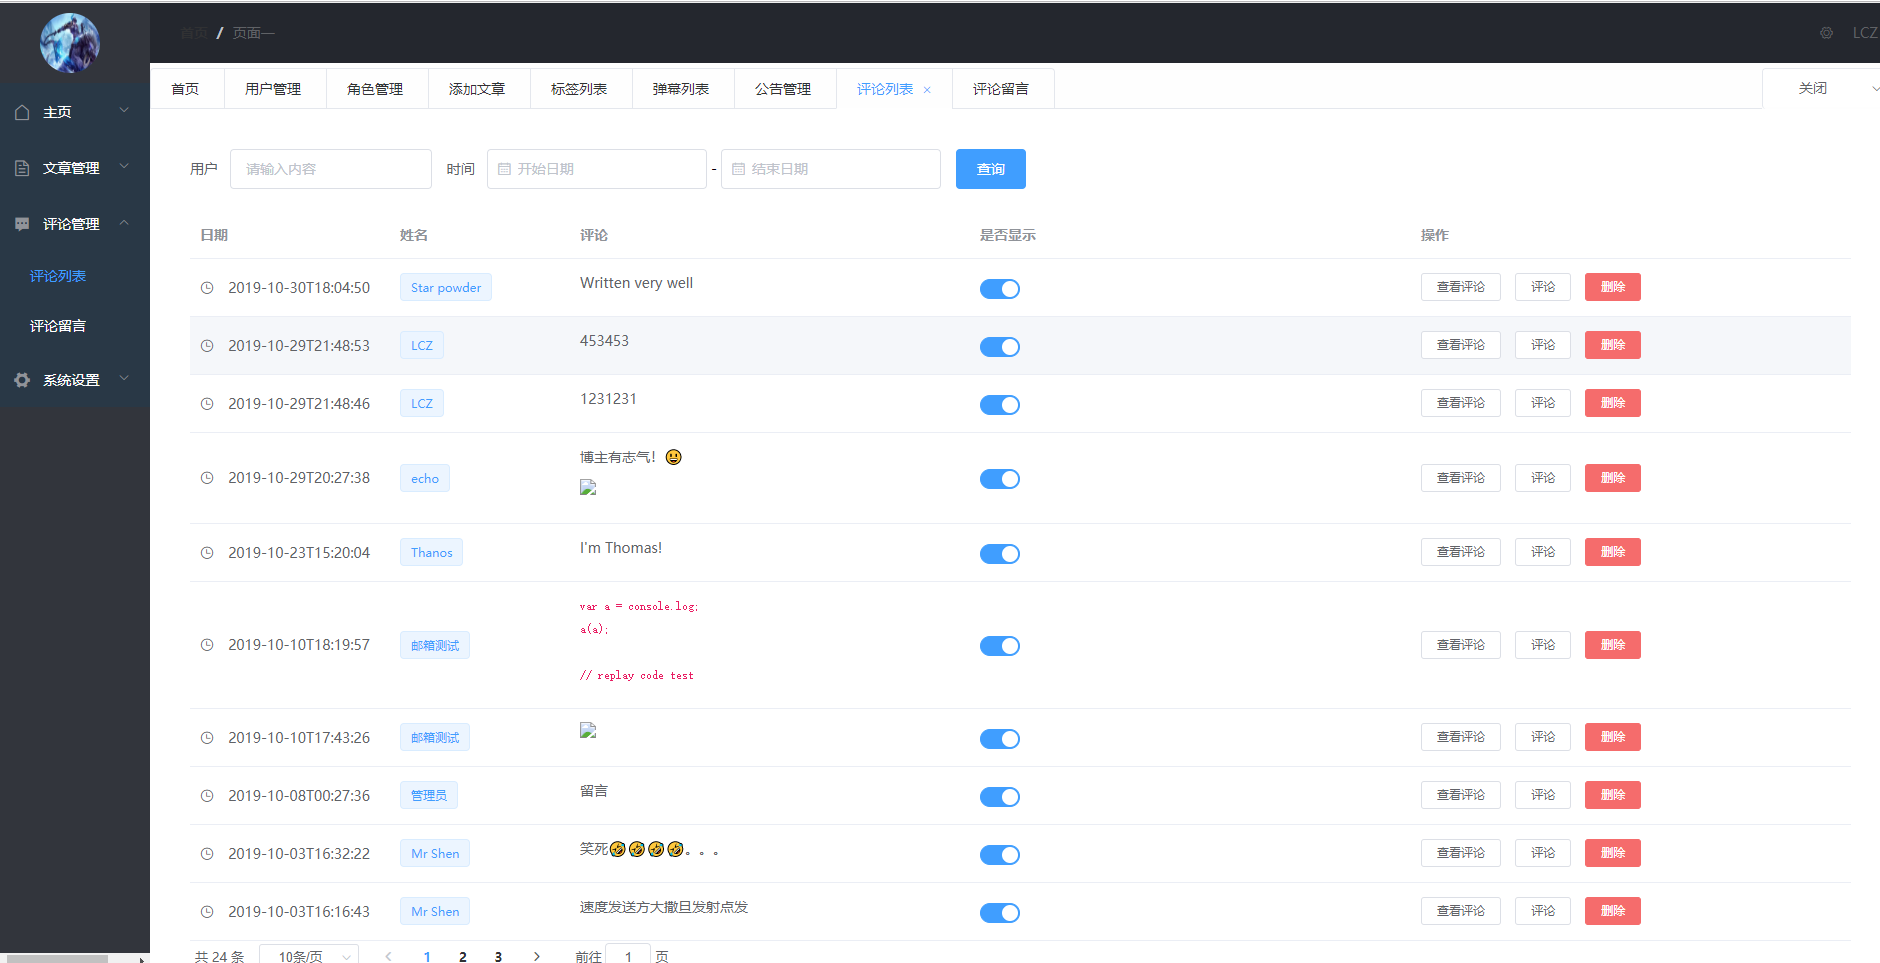 首页 / 页面一
LCZ
首页 用户管理 角色管理 添加文章 标签列表 弹幕列表 公告管理 评论列表 × 评论留言 关闭
主页
文章管理
评论管理
评论列表
评论留言
系统设置
用户 请输入内容 时间 开始日期 - 结束日期 查询
日期 姓名 评论 是否显示 操作
2019-10-30T18:04:50 Star powder Written very well 查看评论 评论 删除
2019-10-29T21:48:53 LCZ 453453 查看评论 评论 删除
2019-10-29T21:48:46 LCZ 1231231 查看评论 评论 删除
2019-10-29T20:27:38 echo 博主有志气！😃 查看评论 评论 删除
2019-10-23T15:20:04 Thanos I'm Thomas! 查看评论 评论 删除
var a = console.log;
a(a);
2019-10-10T18:19:57 邮箱测试 查看评论 评论 删除
// replay code test
2019-10-10T17:43:26 邮箱测试 查看评论 评论 删除
2019-10-08T00:27:36 管理员 留言 查看评论 评论 删除
2019-10-03T16:32:22 Mr Shen 笑死🤣🤣🤣🤣。。。 查看评论 评论 删除
2019-10-03T16:16:43 Mr Shen 速度发送方大撒旦发射点发 查看评论 评论 删除
共 24 条 10条/页 < 1 2 3 > 前往 1 页